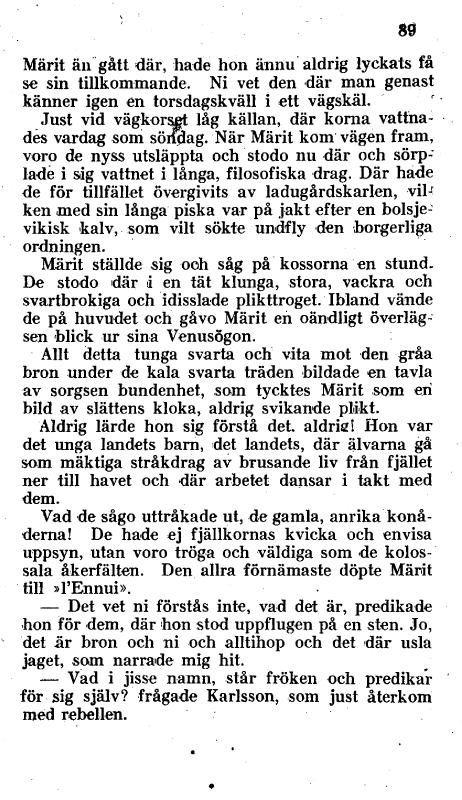 89
Märit än gått där, hade hon ännu aldrig lyckats få
se sin tillkommande. Ni vet den där man genast
känner igen en torsdagskväll i ett vägskäl.
Just vid vägkorset låg källan, där korna vattna-
des vardag som söndag. När Märit kom vägen fram,
voro de nyss utsläppta och stodo nu där och sörp-
lade i sig vattnet i långa, filosofiska drag. Där hade
de för tillfället övergivits av ladugårdskarlen, vil-
ken med sin långa piska var på jakt efter en bolsje-
vikisk kalv, som vilt sökte undfly den borgerliga
ordningen.
Märit ställde sig och såg på kossorna en stund.
De stodo där i en tät klunga, stora, vackra och
svartbrokiga och idisslade plikttroget. Ibland vände
de på huvudet och gåvo Märit en oändligt överläg-
sen blick ur sina Venusögon.
Allt detta tunga svarta och vita mot den gråa
bron under de kala svarta träden bildade en tavla
av sorgsen bundenhet, som tycktes Märit som en
bild av slättens kloka, aldrig svikande plikt.
Aldrig lärde hon sig förstå det. aldrig! Hon var
det unga landets barn, det landets, där älvarna gå
som mäktiga stråkdrag av brusande liv från fjället
ner till havet och där arbetet dansar i takt med
dem.
Vad de sågo uttråkade ut, de gamla, anrika konå-
derna! De hade ej fjällkornas kvicka och envisa
uppsyn, utan voro tröga och väldiga som de kolos-
sala åkerfälten. Den allra förnämaste döpte Märit
till »l'Ennui».
— Det vet ni förstås inte, vad det är, predikade
hon för dem, där hon stod uppflugen på en sten. Jo,
det är bron och ni och alltihop och det där usla
jaget, som narrade mig hit.
— Vad i jisse namn, står fröken och predikar
för sig själv? frågade Karlsson, som just återkom
med rebellen.